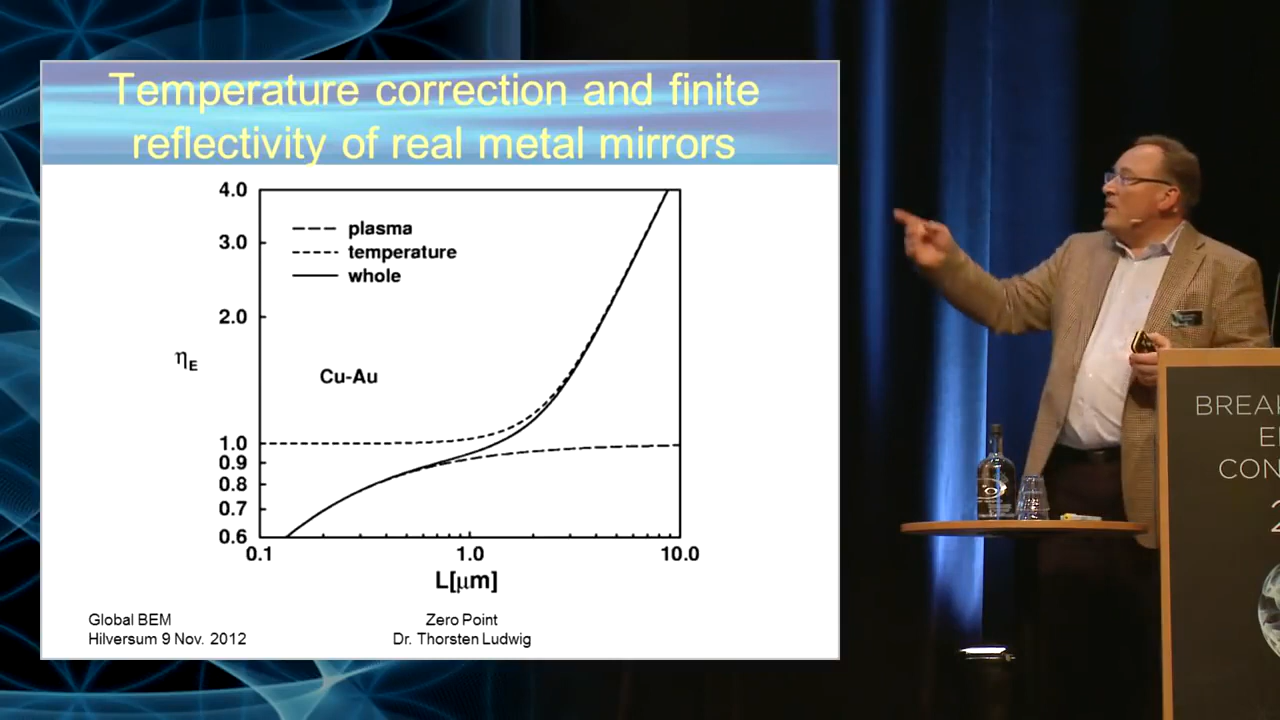 Temperature correction and finite
reflectivity of real metal mirrors
4.0
3.0
2.0
1.0
0.9
0.8
0.7
0.6
plasma
temperature
whole
ηE
Cu-Au
0.1
1.0
10.0
L[μm]
Global BEM
Hilversum 9 Nov. 2012
Zero Point
Dr. Thorsten Ludwig
BREA
E
CON
2